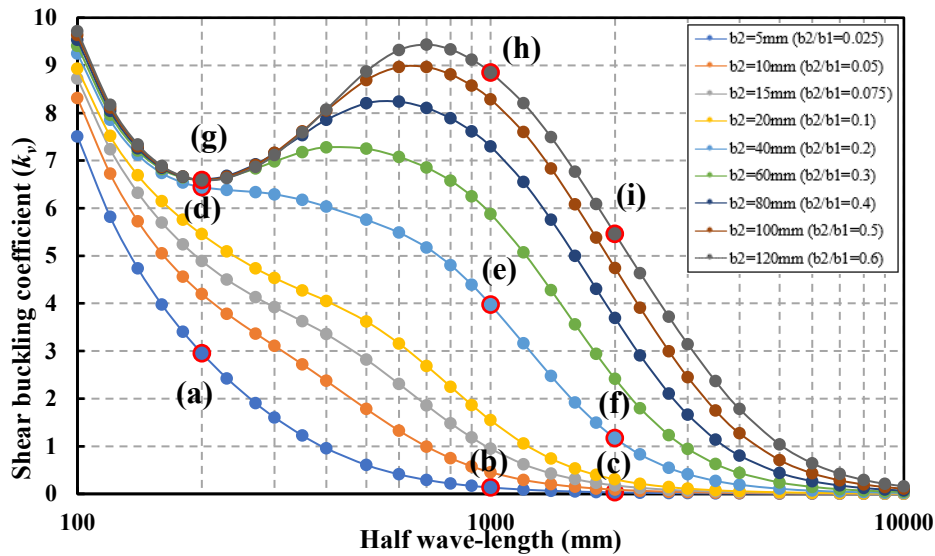 10
9
8
7
6
5
4
3
2
1
0
100
1000
10000
Shear buckling coefficient (kv)
Half wave-length (mm)
(a)
(b)
(c)
(d)
(e)
(f)
(g)
(h)
(i)
b2=5mm (b2/b1=0.025)
b2=10mm (b2/b1=0.05)
b2=15mm (b2/b1=0.075)
b2=20mm (b2/b1=0.1)
b2=40mm (b2/b1=0.2)
b2=60mm (b2/b1=0.3)
b2=80mm (b2/b1=0.4)
b2=100mm (b2/b1=0.5)
b2=120mm (b2/b1=0.6)